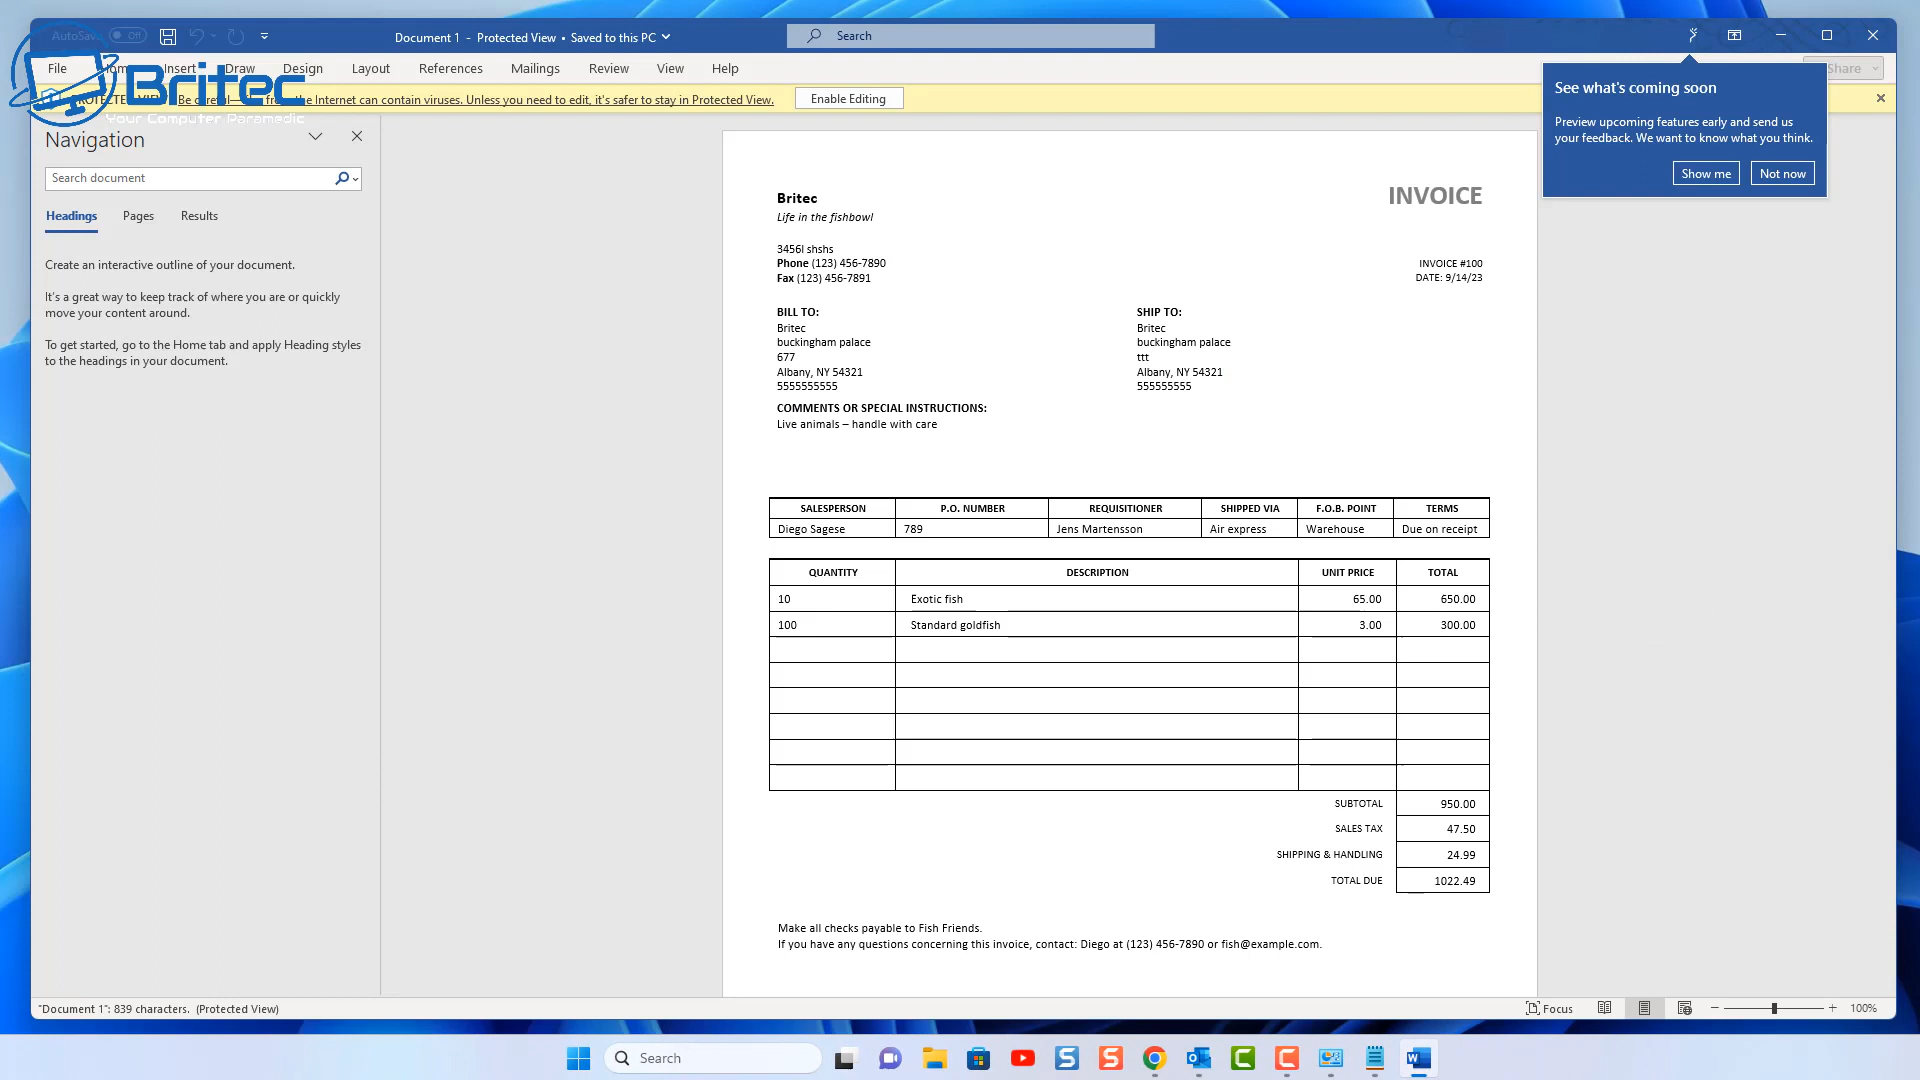 AutoSave Off
Document 1 - Protected View • Saved to this PC
Search
File Insert Draw Design Layout References Mailings Review View Help
Share
Britec
Your Computer Paramedic
Be careful—files from the Internet can contain viruses. Unless you need to edit, it's safer to stay in Protected View.
Enable Editing
See what's coming soon
Preview upcoming features early and send us
your feedback. We want to know what you think.
Show me Not now
Navigation
Search document
Headings Pages Results
Create an interactive outline of your document.
It's a great way to keep track of where you are or quickly
move your content around.
To get started, go to the Home tab and apply Heading styles
to the headings in your document.
Britec
INVOICE
Life in the fishbowl
3456l shshs
Phone (123) 456-7890
INVOICE #100
Fax (123) 456-7891
DATE: 9/14/23
BILL TO:
Britec
buckingham palace
677
Albany, NY 54321
5555555555
SHIP TO:
Britec
buckingham palace
ttt
Albany, NY 54321
555555555
COMMENTS OR SPECIAL INSTRUCTIONS:
Live animals – handle with care
SALESPERSON P.O. NUMBER REQUISITIONER SHIPPED VIA F.O.B. POINT TERMS
Diego Sagese 789 Jens Martensson Air express Warehouse Due on receipt
QUANTITY DESCRIPTION UNIT PRICE TOTAL
10 Exotic fish 65.00 650.00
100 Standard goldfish 3.00 300.00
SUBTOTAL 950.00
SALES TAX 47.50
SHIPPING & HANDLING 24.99
TOTAL DUE 1022.49
Make all checks payable to Fish Friends.
If you have any questions concerning this invoice, contact: Diego at (123) 456-7890 or fish@example.com.
"Document 1": 839 characters. (Protected View)
Focus
100%
Search